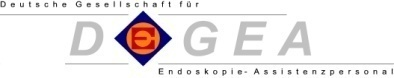 Deutsche Gesellschaft für
DEGEA
Endoskopie-Assistenzpersonal